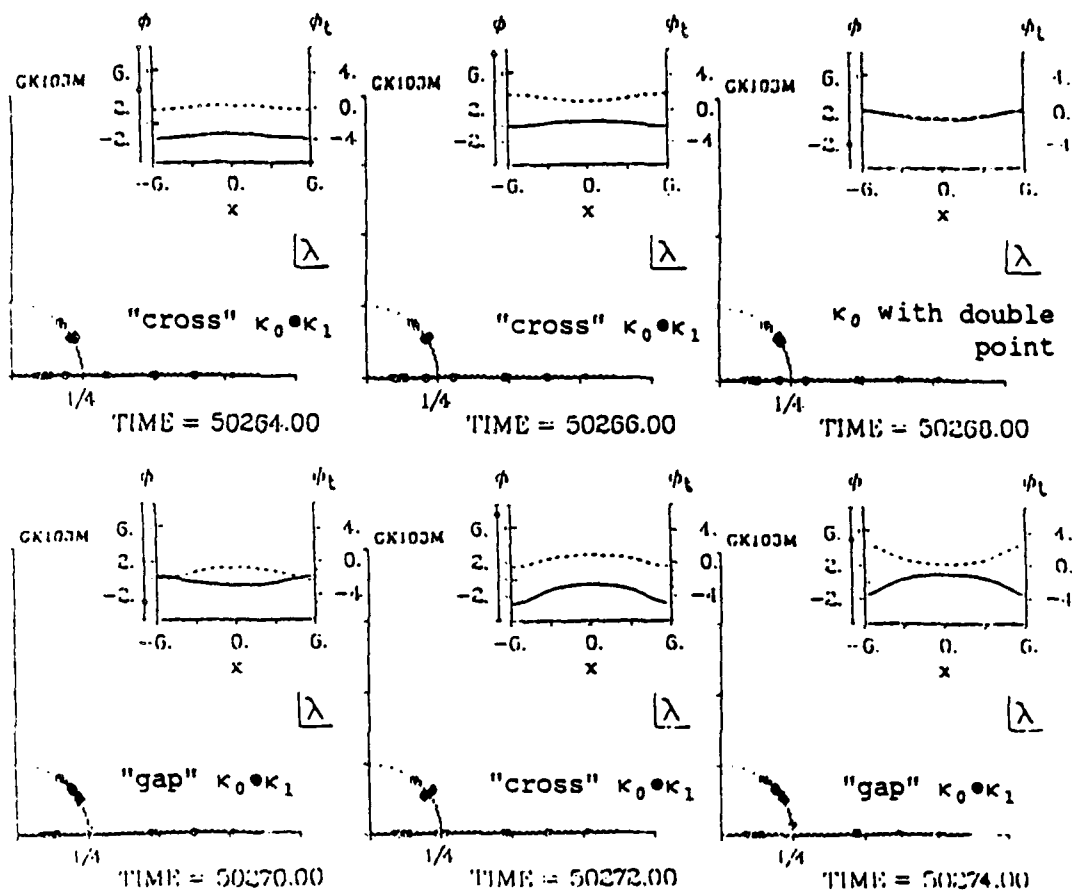 ϕ ϕt
GK103M
6. 4.
2. 0.
-2. -4
-6. 0. 6.
x
λ
"cross" κ0●κ1
1/4
TIME = 50264.00
ϕ ϕt
GK103M
6. 4.
2. 0.
-2. -4
-6. 0. 6.
x
λ
"cross" κ0●κ1
1/4
TIME = 50266.00
ϕ ϕt
GK103M
6. 4.
2. 0.
-2. -4
-6. 0. 6.
x
λ
κ0 with double
point
1/4
TIME = 50268.00
ϕ ϕt
GK103M
6. 4.
2. 0.
-2. -4
-6. 0. 6.
x
λ
"gap" κ0●κ1
1/4
TIME = 50270.00
ϕ ϕt
GK103M
6. 4.
2. 0.
-2. -4
-6. 0. 6.
x
λ
"cross" κ0●κ1
1/4
TIME = 50272.00
ϕ ϕt
GK103M
6. 4.
2. 0.
-2. -4
-6. 0. 6.
x
λ
"gap" κ0●κ1
1/4
TIME = 50274.00